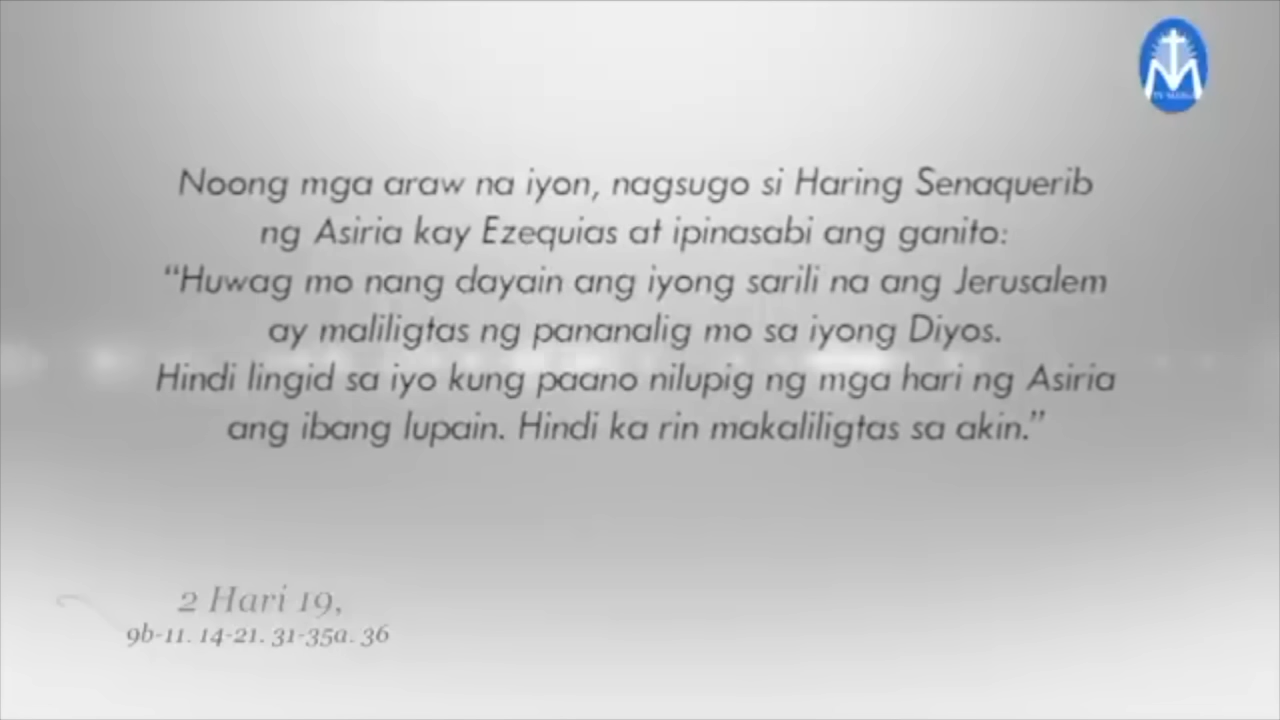 Noong mga araw na iyon, nagsugo si Haring Senaquerib
ng Asiria kay Ezequias at ipinasabi ang ganito:
“Huwag mo nang dayain ang iyong sarili na ang Jerusalem
ay maliligtas ng pananalig mo sa iyong Diyos.
Hindi lingid sa iyo kung paano nilupig ng mga hari ng Asiria
ang ibang lupain. Hindi ka rin makaliligtas sa akin.”
2 Hari 19,
9b-11. 14-21. 31-35a. 36